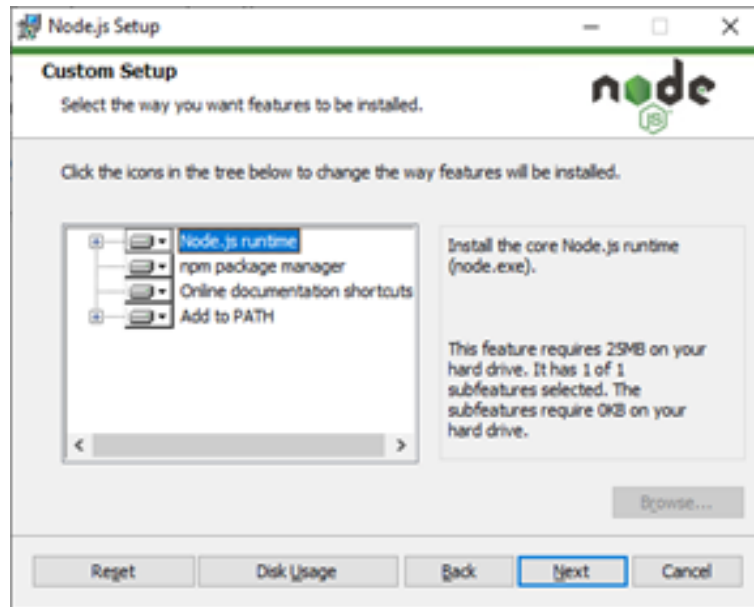 Node.js Setup
Custom Setup
Select the way you want features to be installed.
node
JS
Click the icons in the tree below to change the way features will be installed.
Node.js runtime
npm package manager
Online documentation shortcuts
Add to PATH
Install the core Node.js runtime
(node.exe).
This feature requires 25MB on your
hard drive. It has 1 of 1
subfeatures selected. The
subfeatures require 0KB on your
hard drive.
Browse...
Reset Disk Usage Back Next Cancel